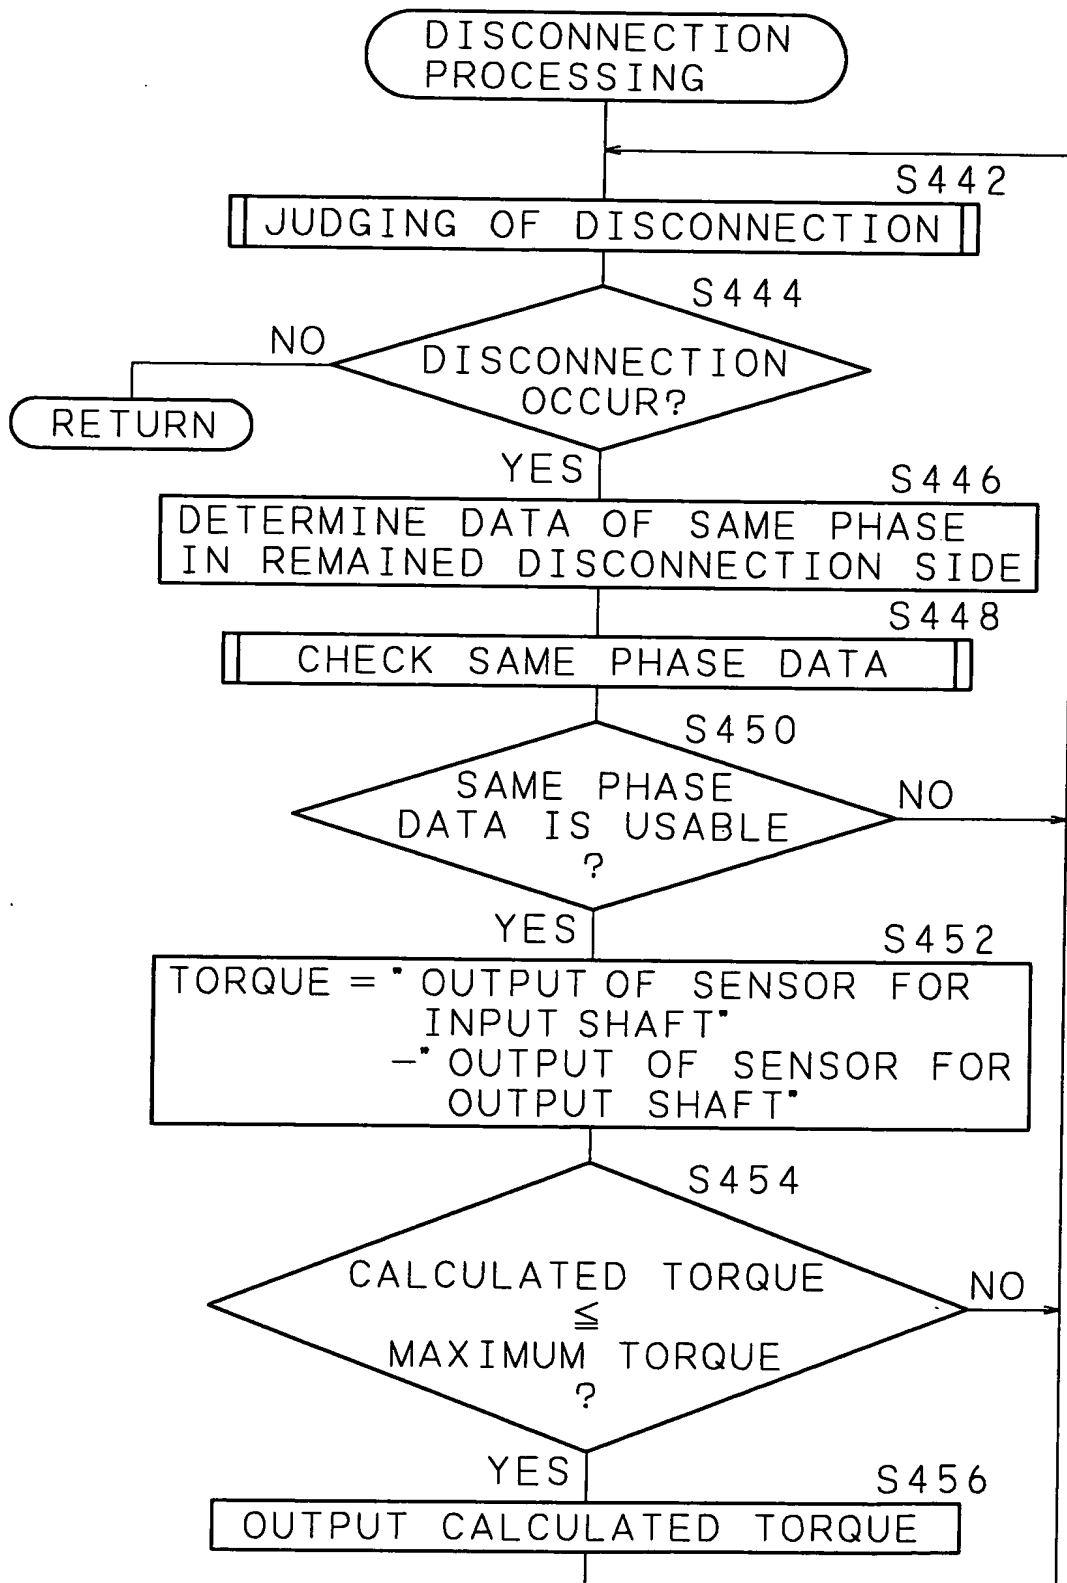 DISCONNECTION
PROCESSING
S442
JUDGING OF DISCONNECTION
S444
NO
DISCONNECTION
OCCUR?
RETURN
YES
S446
DETERMINE DATA OF SAME PHASE
IN REMAINED DISCONNECTION SIDE
S448
CHECK SAME PHASE DATA
S450
SAME PHASE
NO
DATA IS USABLE
?
YES
S452
TORQUE = "OUTPUT OF SENSOR FOR
INPUT SHAFT"
-"OUTPUT OF SENSOR FOR
OUTPUT SHAFT"
S454
CALCULATED TORQUE
NO
≦
MAXIMUM TORQUE
?
YES
S456
OUTPUT CALCULATED TORQUE